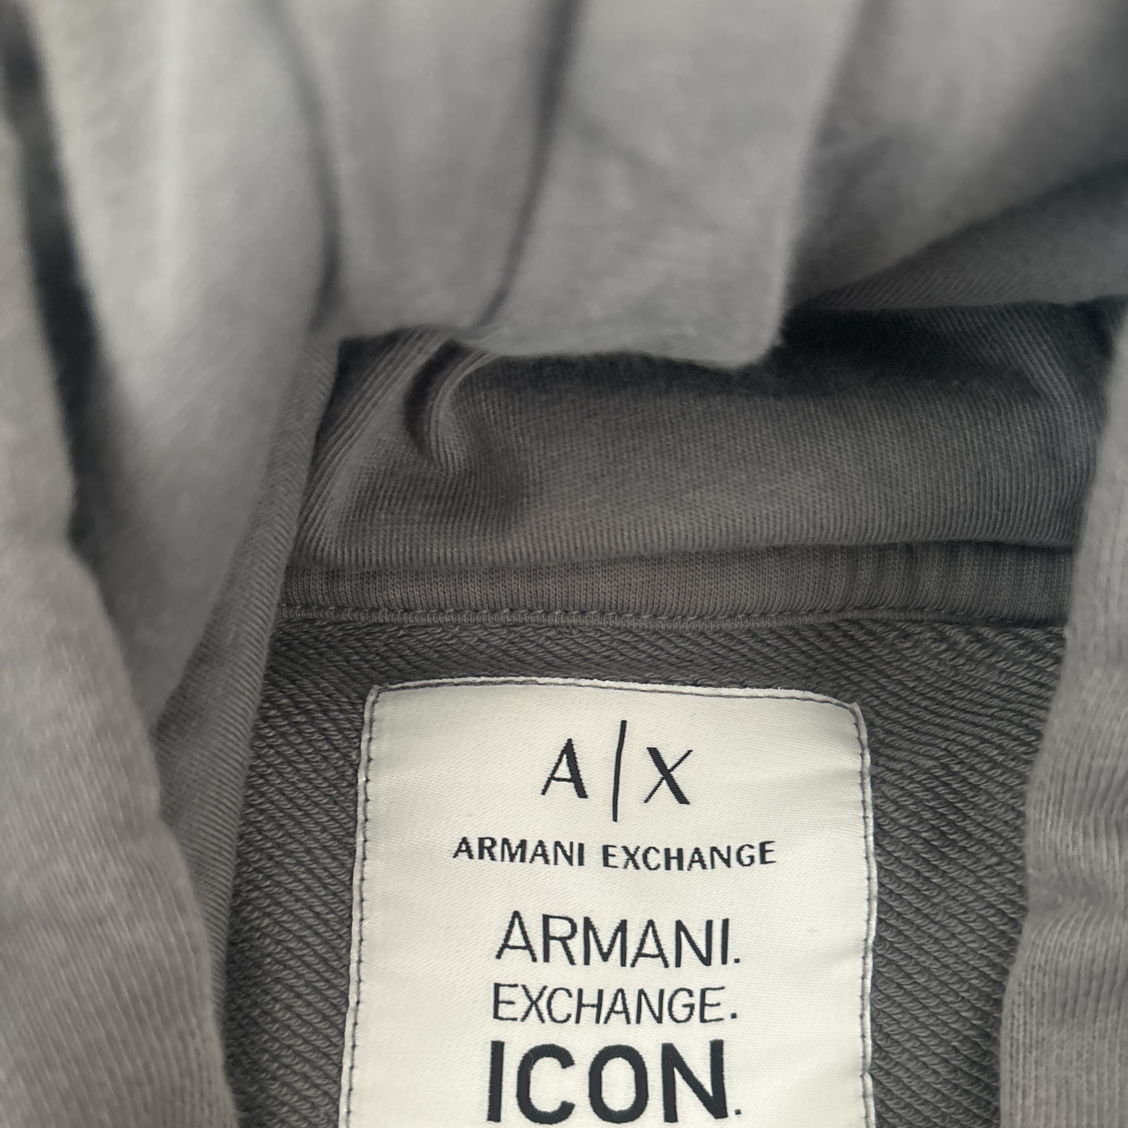 A|X
ARMANI EXCHANGE
ARMANI.
EXCHANGE.
ICON.